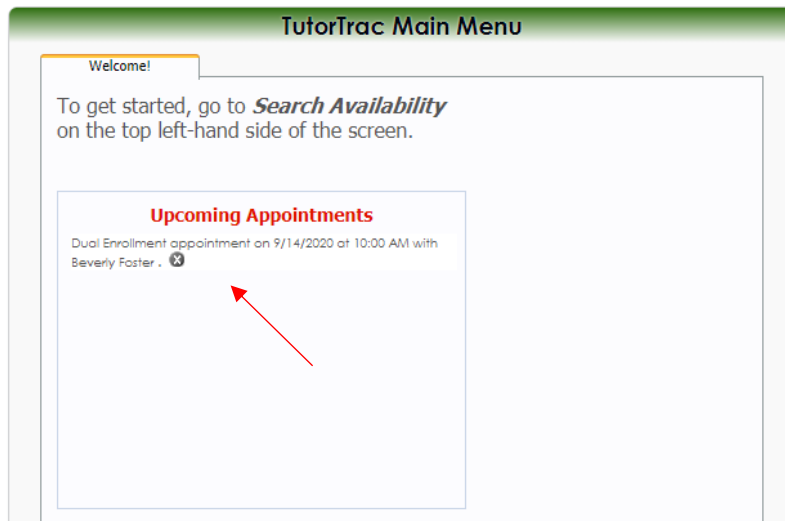 TutorTrac Main Menu
Welcome!
To get started, go to Search Availability
on the top left-hand side of the screen.
Upcoming Appointments
Dual Enrollment appointment on 9/14/2020 at 10:00 AM with
Beverly Foster .